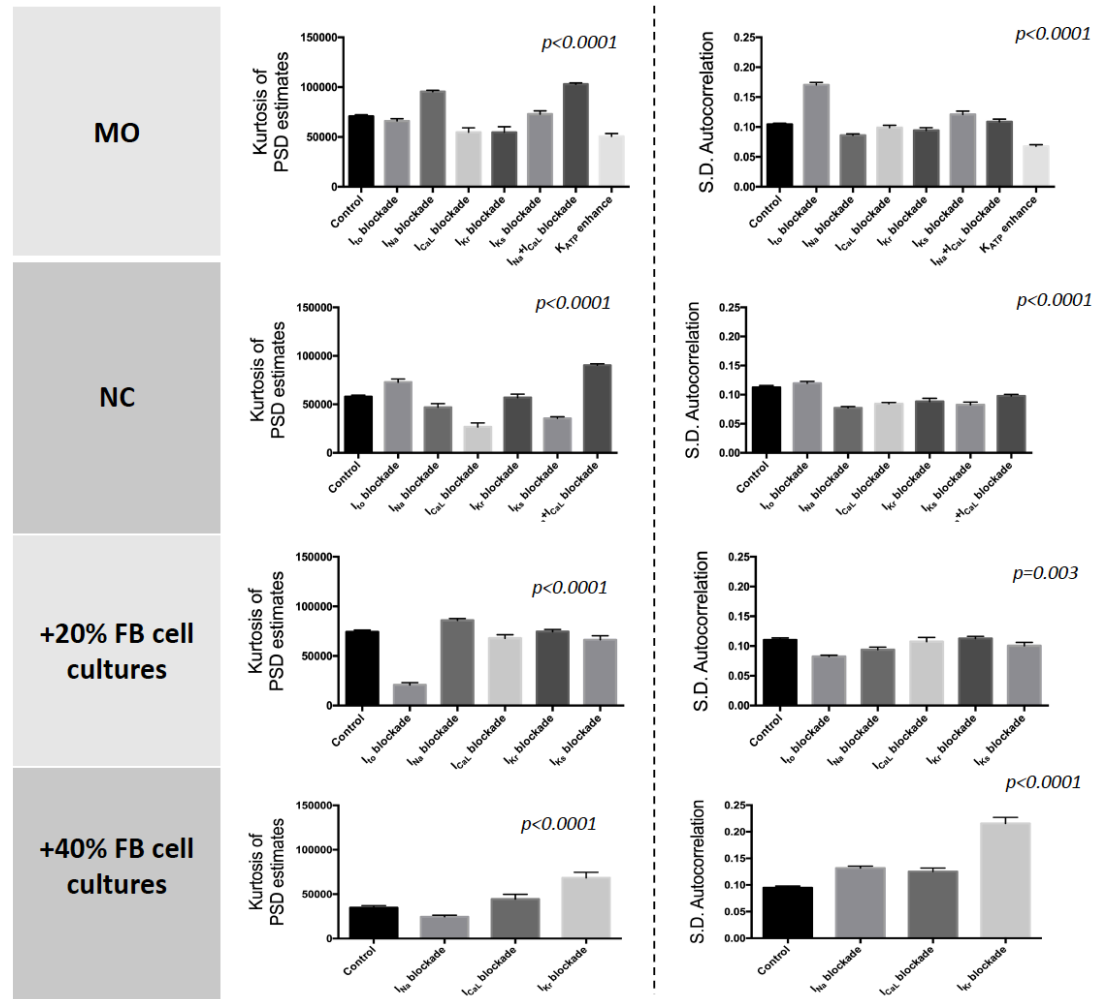 MO
Kurtosis of
PSD estimates
150000
100000
50000
0
p<0.0001
Control
Ito blockade
INa blockade
ICaL blockade
IKr blockade
IKs blockade
INa+ICaL blockade
KATP enhance
S.D. Autocorrelation
0.25
0.20
0.15
0.10
0.05
0.00
p<0.0001
Control
Ito blockade
INa blockade
ICaL blockade
IKr blockade
IKs blockade
INa+ICaL blockade
KATP enhance
NC
Kurtosis of
PSD estimates
150000
100000
50000
0
p<0.0001
Control
Ito blockade
INa blockade
ICaL blockade
IKr blockade
IKs blockade
+ICaL blockade
S.D. Autocorrelation
0.25
0.20
0.15
0.10
0.05
0.00
p<0.0001
Control
Ito blockade
INa blockade
ICaL blockade
IKr blockade
IKs blockade
+ICaL blockade
+20% FB cell
cultures
Kurtosis of
PSD estimates
150000
100000
50000
0
p<0.0001
Control
Ito blockade
INa blockade
ICaL blockade
IKr blockade
IKs blockade
S.D. Autocorrelation
0.25
0.20
0.15
0.10
0.05
0.00
p=0.003
Control
Ito blockade
INa blockade
ICaL blockade
IKr blockade
IKs blockade
+40% FB cell
cultures
Kurtosis of
PSD estimates
150000
100000
50000
0
p<0.0001
Control
INa blockade
ICaL blockade
IKr blockade
S.D. Autocorrelation
0.25
0.20
0.15
0.10
0.05
0.00
p<0.0001
Control
INa blockade
ICaL blockade
IKr blockade